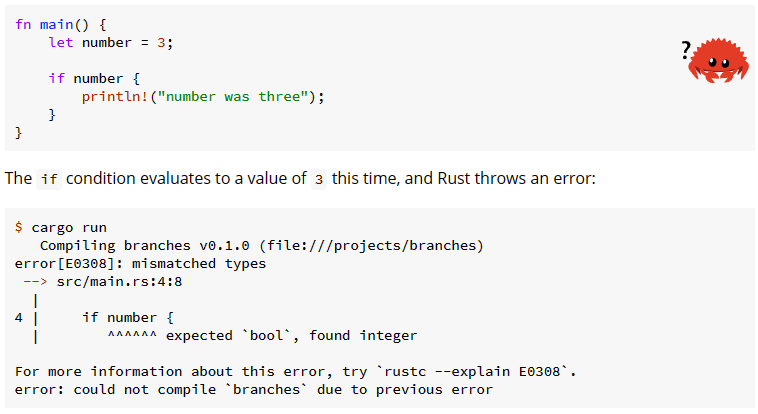 fn main() {
    let number = 3;
?
    if number {
        println!("number was three");
    }
}
The if condition evaluates to a value of 3 this time, and Rust throws an error:
$ cargo run
   Compiling branches v0.1.0 (file:///projects/branches)
error[E0308]: mismatched types
 --> src/main.rs:4:8
  |
4 |     if number {
  |        ^^^^^^ expected `bool`, found integer
For more information about this error, try `rustc --explain E0308`.
error: could not compile `branches` due to previous error